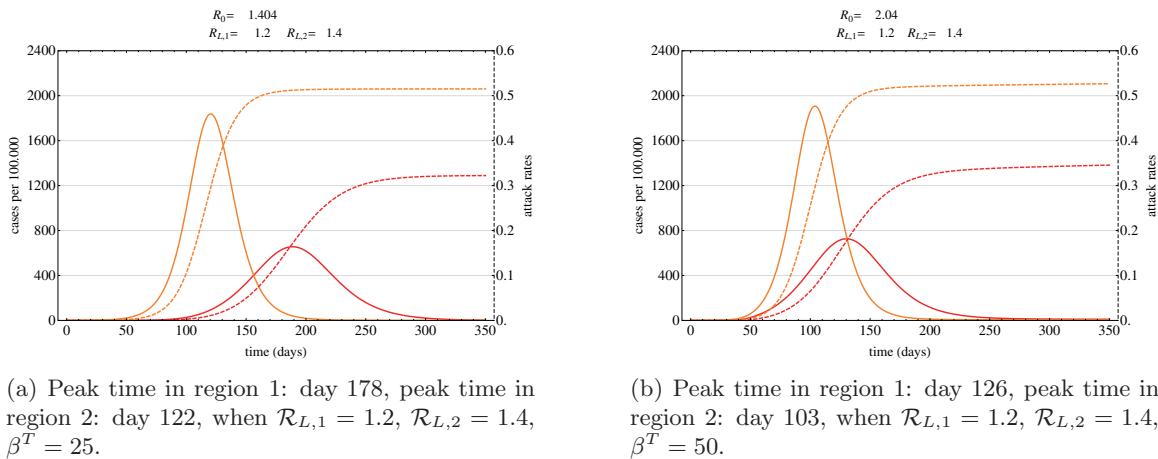 R0= 1.404
RL,1= 1.2 RL,2= 1.4
2400
2000
1600
1200
800
400
0
cases per 100.000
0.6
0.5
0.4
0.3
0.2
0.1
0.
attack rates
0 50 100 150 200 250 300 350
time (days)
(a) Peak time in region 1: day 178, peak time in
region 2: day 122, when ℛL,1 = 1.2, ℛL,2 = 1.4,
β^T = 25.
R0= 2.04
RL,1= 1.2 RL,2= 1.4
2400
2000
1600
1200
800
400
0
cases per 100.000
0.6
0.5
0.4
0.3
0.2
0.1
0.
attack rates
0 50 100 150 200 250 300 350
time (days)
(b) Peak time in region 1: day 126, peak time in
region 2: day 103, when ℛL,1 = 1.2, ℛL,2 = 1.4,
β^T = 50.